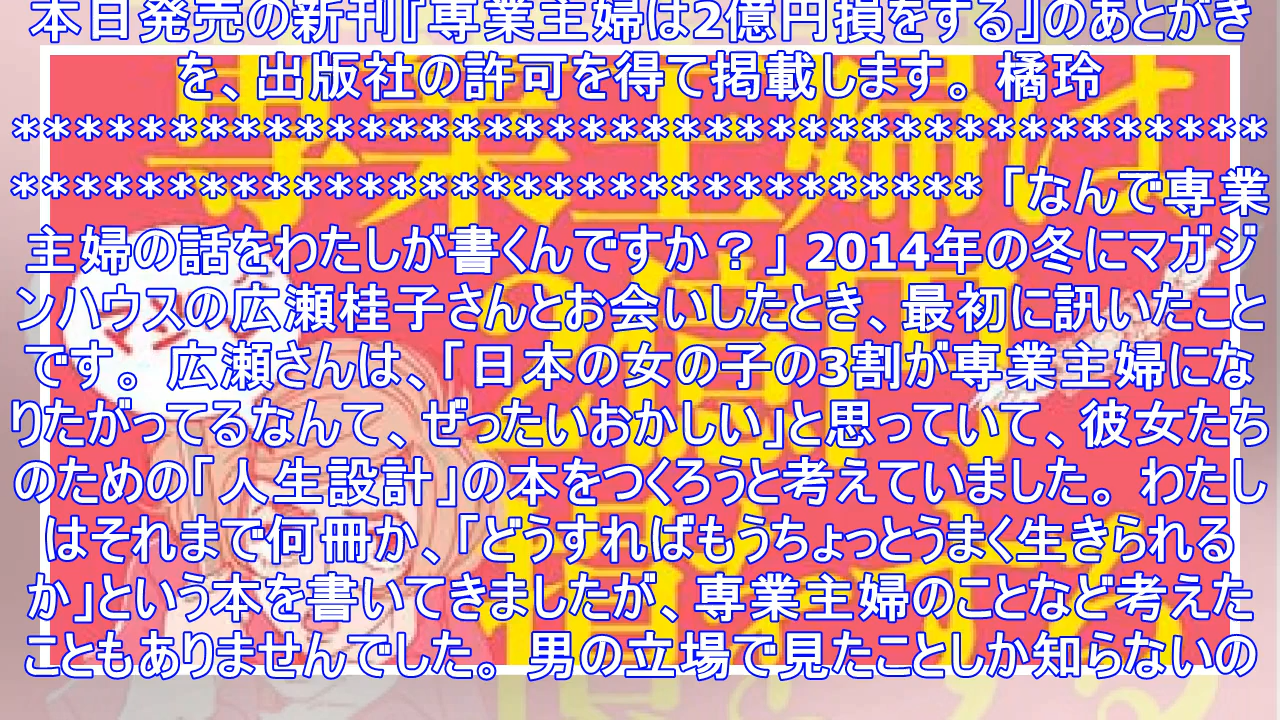 本日発売の新刊『専業主婦は2億円損をする』のあとがき
を、出版社の許可を得て掲載します。 橘玲
****************************************
******************************* 「なんで専業
主婦の話をわたしが書くんですか？」 2014年の冬にマガジ
ンハウスの広瀬桂子さんとお会いしたとき、最初に訊いたこと
です。 広瀬さんは、「日本の女の子の3割が専業主婦にな
りたがってるなんて、ぜったいおかしい」と思っていて、彼女たち
のための「人生設計」の本をつくろうと考えていました。 わたし
はそれまで何冊か、「どうすればもうちょっとうまく生きられる
か」という本を書いてきましたが、専業主婦のことなど考えた
こともありませんでした。 男の立場で見たことしか知らないの
専業主婦は
2億円
損する